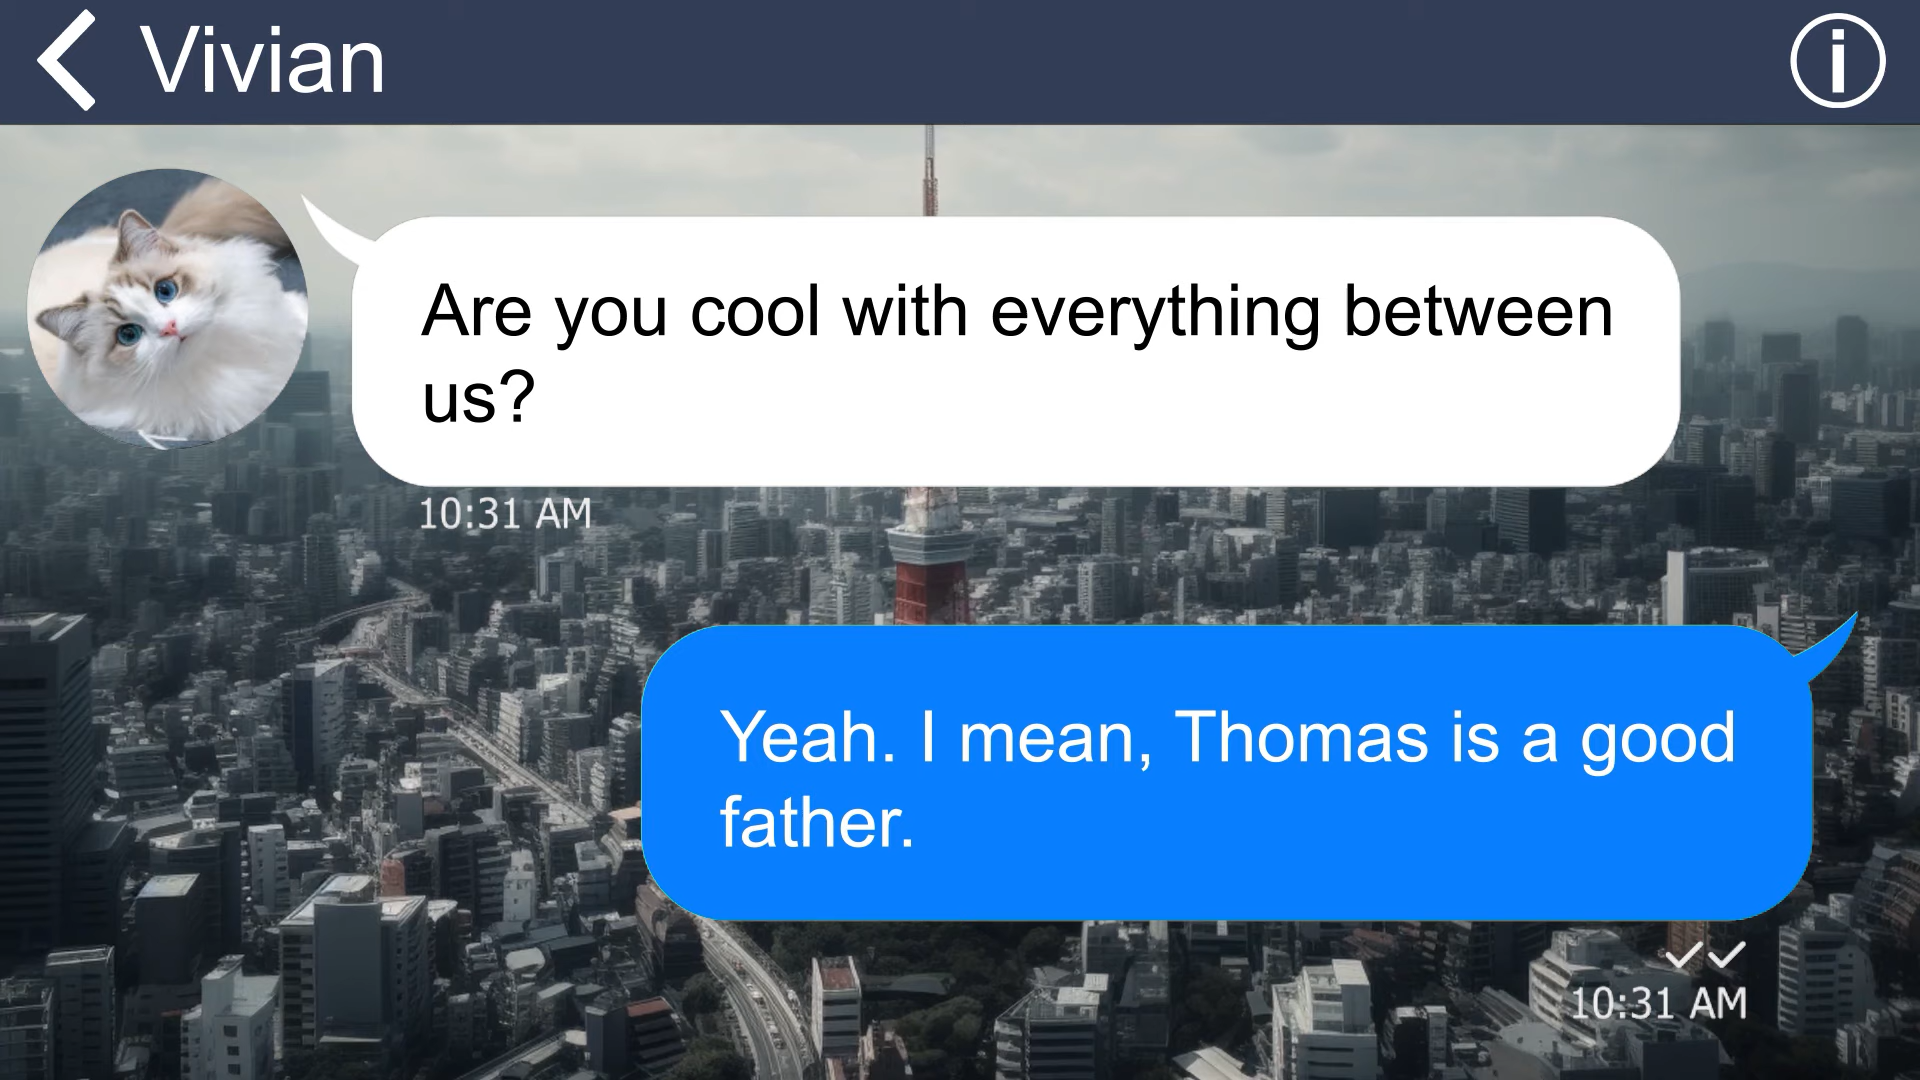 Vivian
Are you cool with everything between
us?
10:31 AM
Yeah. I mean, Thomas is a good
father.
10:31 AM